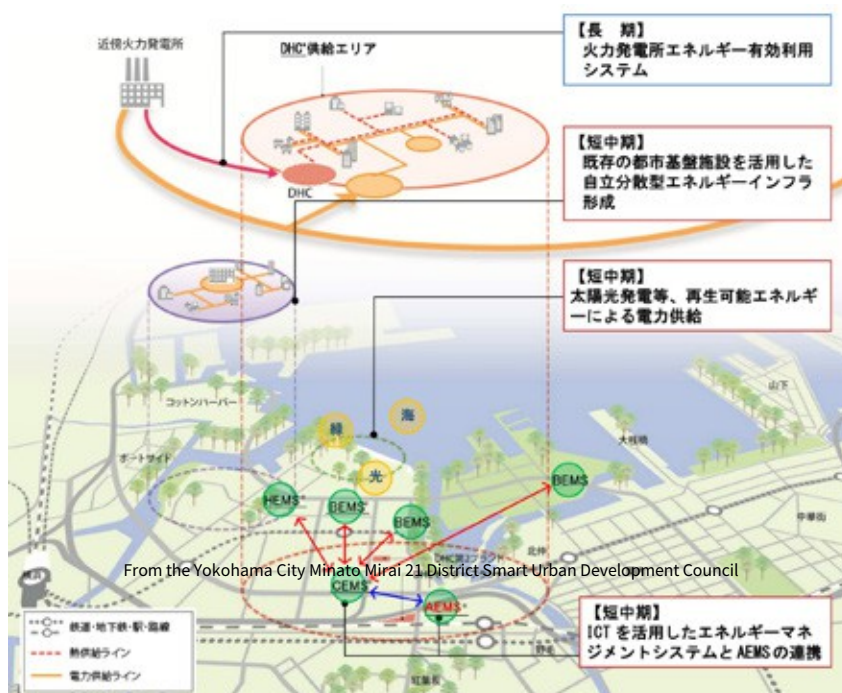 近傍火力発電所
DHC*供給エリア
【長　期】
火力発電所エネルギー有効利用
システム
【短中期】
既存の都市基盤施設を活用した
自立分散型エネルギーインフラ
形成
DHC
【短中期】
太陽光発電等、再生可能エネルギ
ーによる電力供給
コットンハーバー
山下
海
緑
大桟橋
ポートサイド
光
BEMS
HEMS*
BEMS*
BEMS
中華街
北仲
From the Yokohama City Minato Mirai 21 District Smart Urban Development Council
CEMS*
AEMS*
【短中期】
ICTを活用したエネルギーマネ
ジメントシステムとAEMSの連携
鉄道・地下鉄・駅・路線
熱供給ライン
電力供給ライン
野毛
紅葉坂